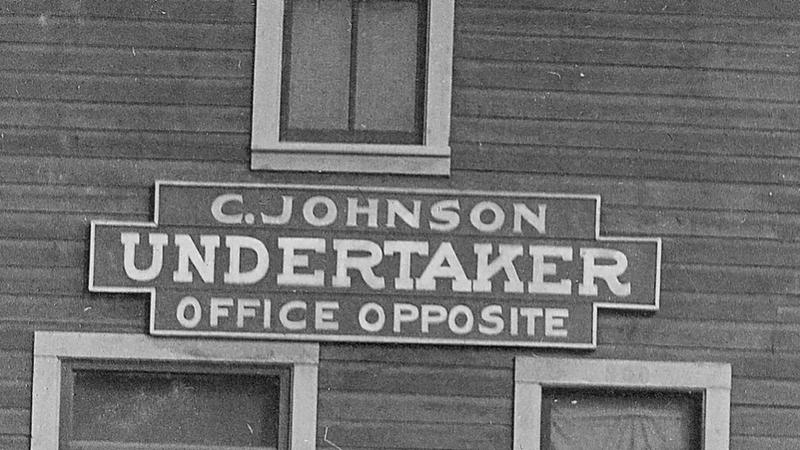 C. JOHNSON
UNDERTAKER
OFFICE OPPOSITE